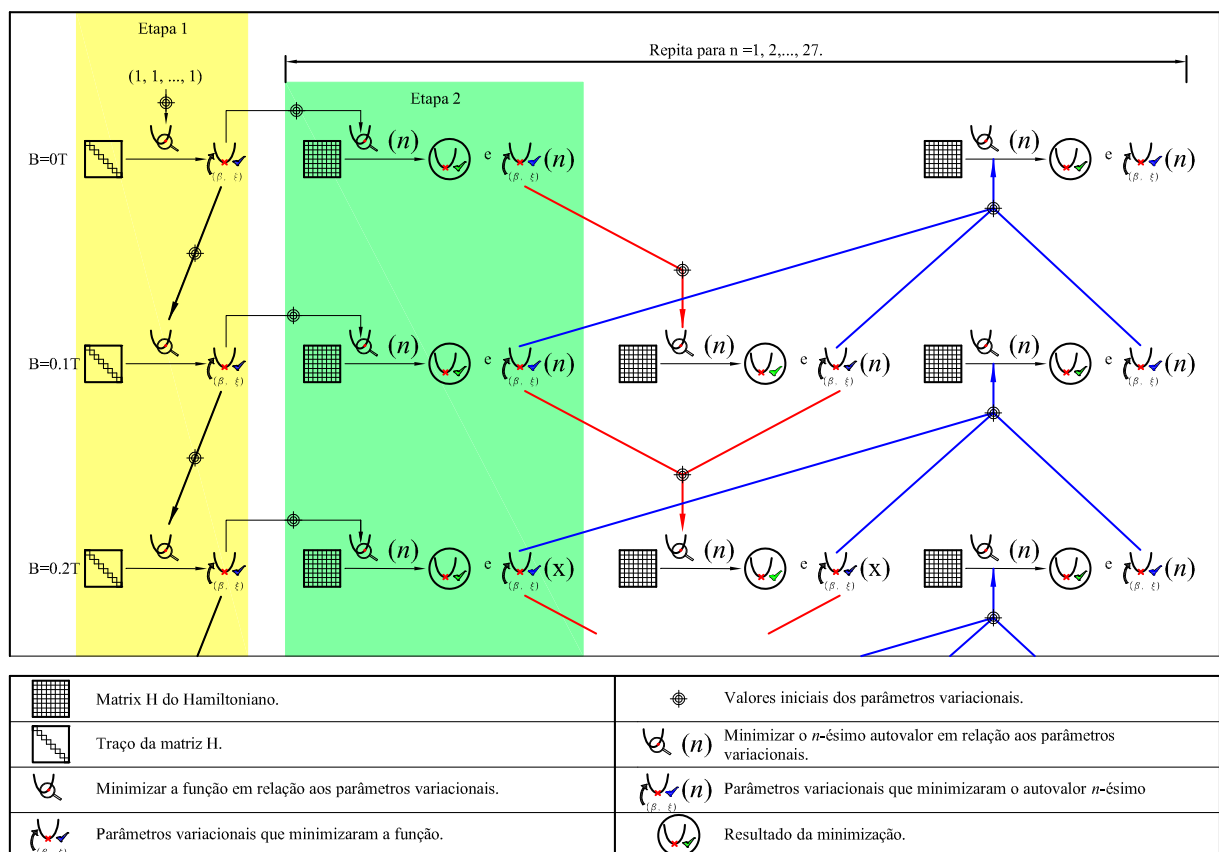 Etapa 1
Repita para n =1, 2,..., 27.
(1, 1, ..., 1)
Etapa 2
B=0T
(β, ξ)
(n)
e
(β, ξ)
(n)
(n)
e
(β, ξ)
(n)
B=0.1T
(β, ξ)
(n)
e
(β, ξ)
(n)
(n)
e
(β, ξ)
(n)
(n)
e
(β, ξ)
(n)
B=0.2T
(β, ξ)
(n)
e
(β, ξ)
(x)
(n)
e
(β, ξ)
(x)
(n)
e
(β, ξ)
(n)
Matrix H do Hamiltoniano.
Valores iniciais dos parâmetros variacionais.
Traço da matriz H.
(n)
Minimizar o n-ésimo autovalor em relação aos parâmetros
variacionais.
Minimizar a função em relação aos parâmetros variacionais.
(β, ξ)
(n)
Parâmetros variacionais que minimizaram o autovalor n-ésimo
(β, ξ)
Parâmetros variacionais que minimizaram a função.
Resultado da minimização.